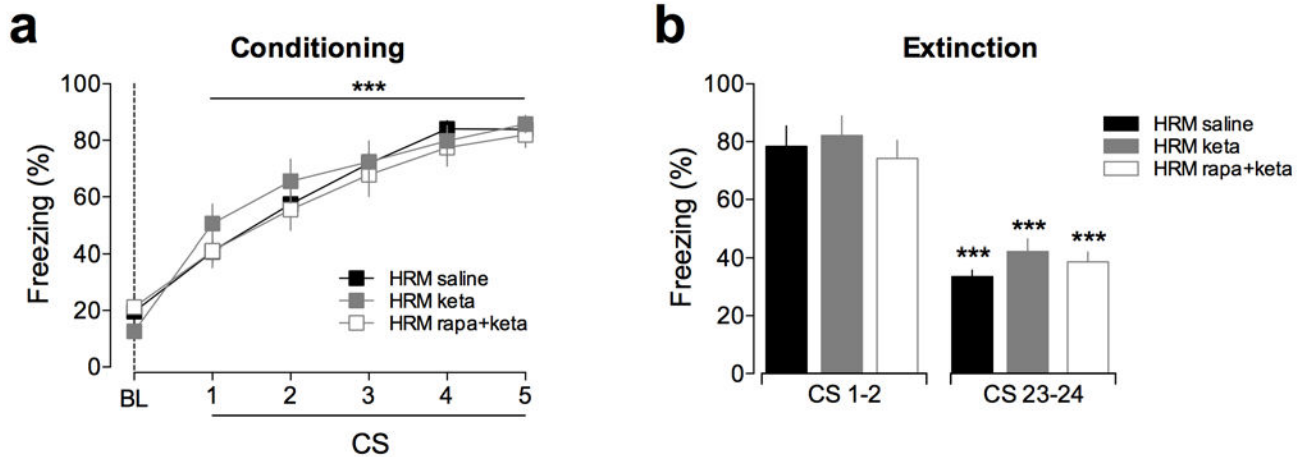 a
Conditioning
100
80
60
40
20
0
Freezing (%)
***
HRM saline
HRM keta
HRM rapa+keta
BL
1
2
3
4
5
CS
b
Extinction
100
80
60
40
20
0
Freezing (%)
HRM saline
HRM keta
HRM rapa+keta
*** *** ***
CS 1-2
CS 23-24